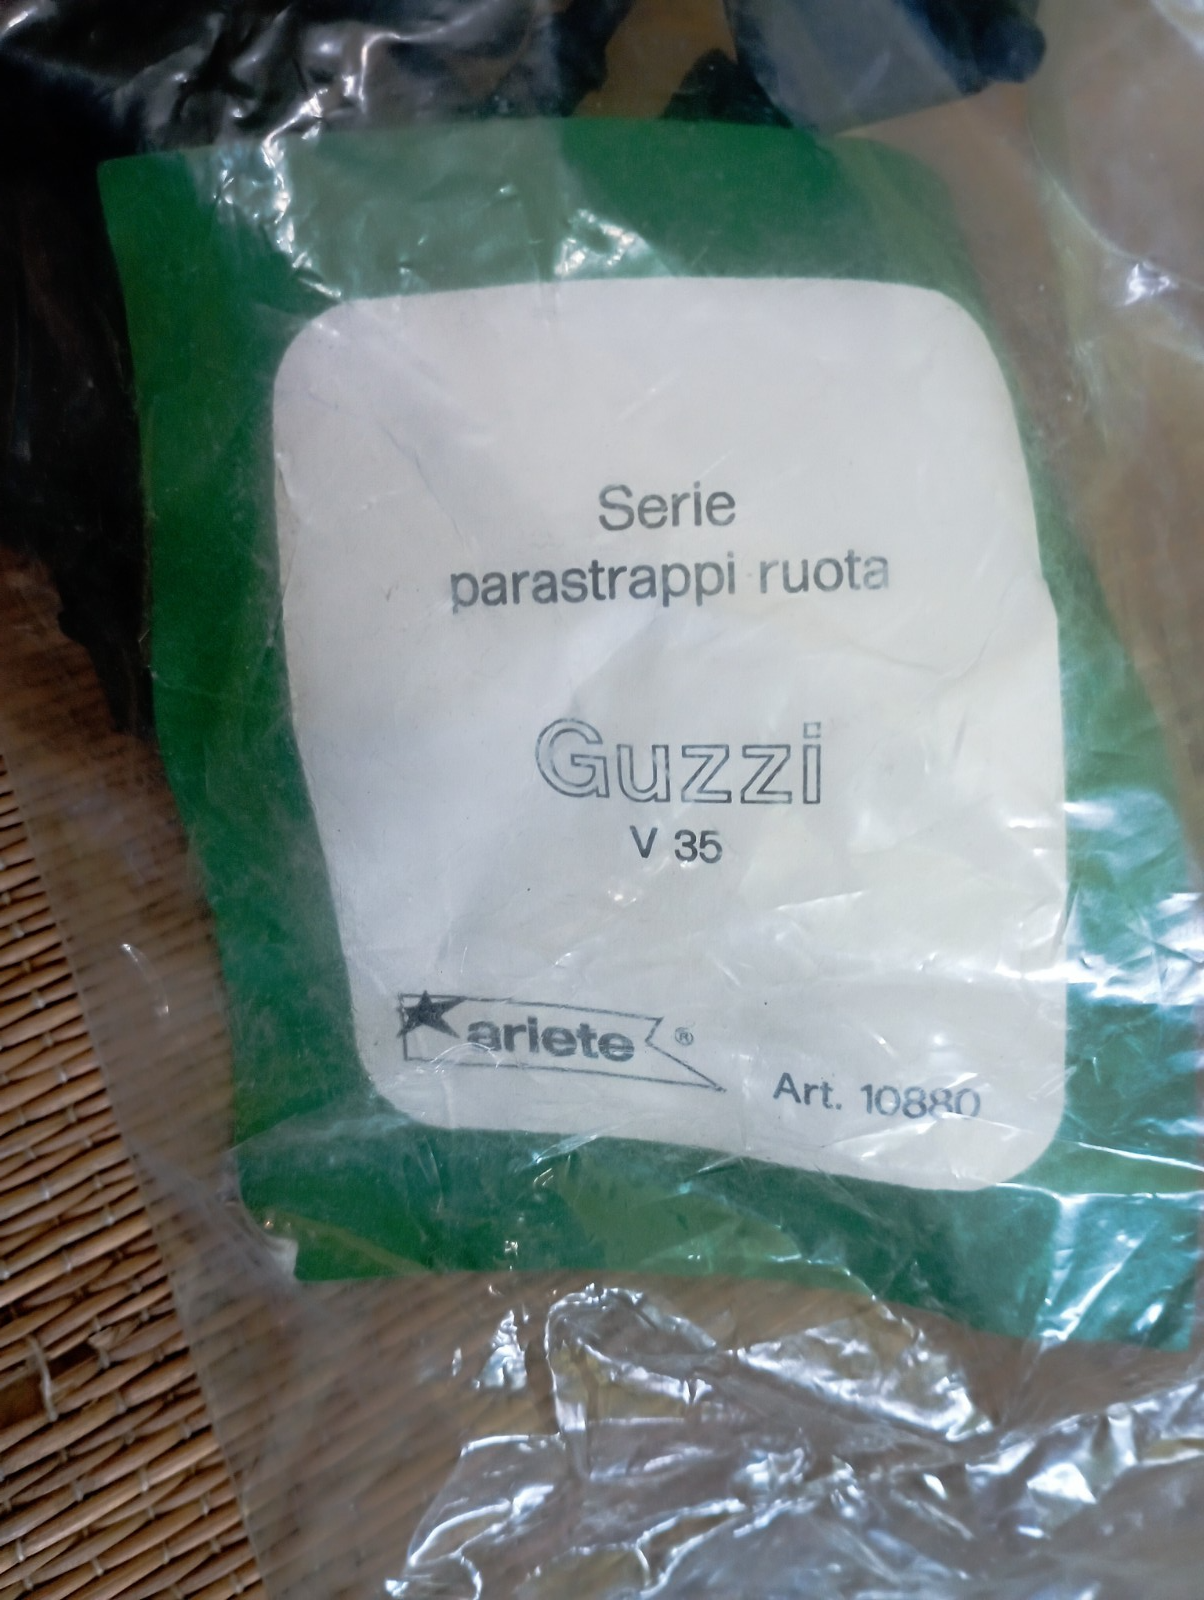 Serie
parastrappi ruota
Guzzi
V 35
ariete ®
Art. 10880